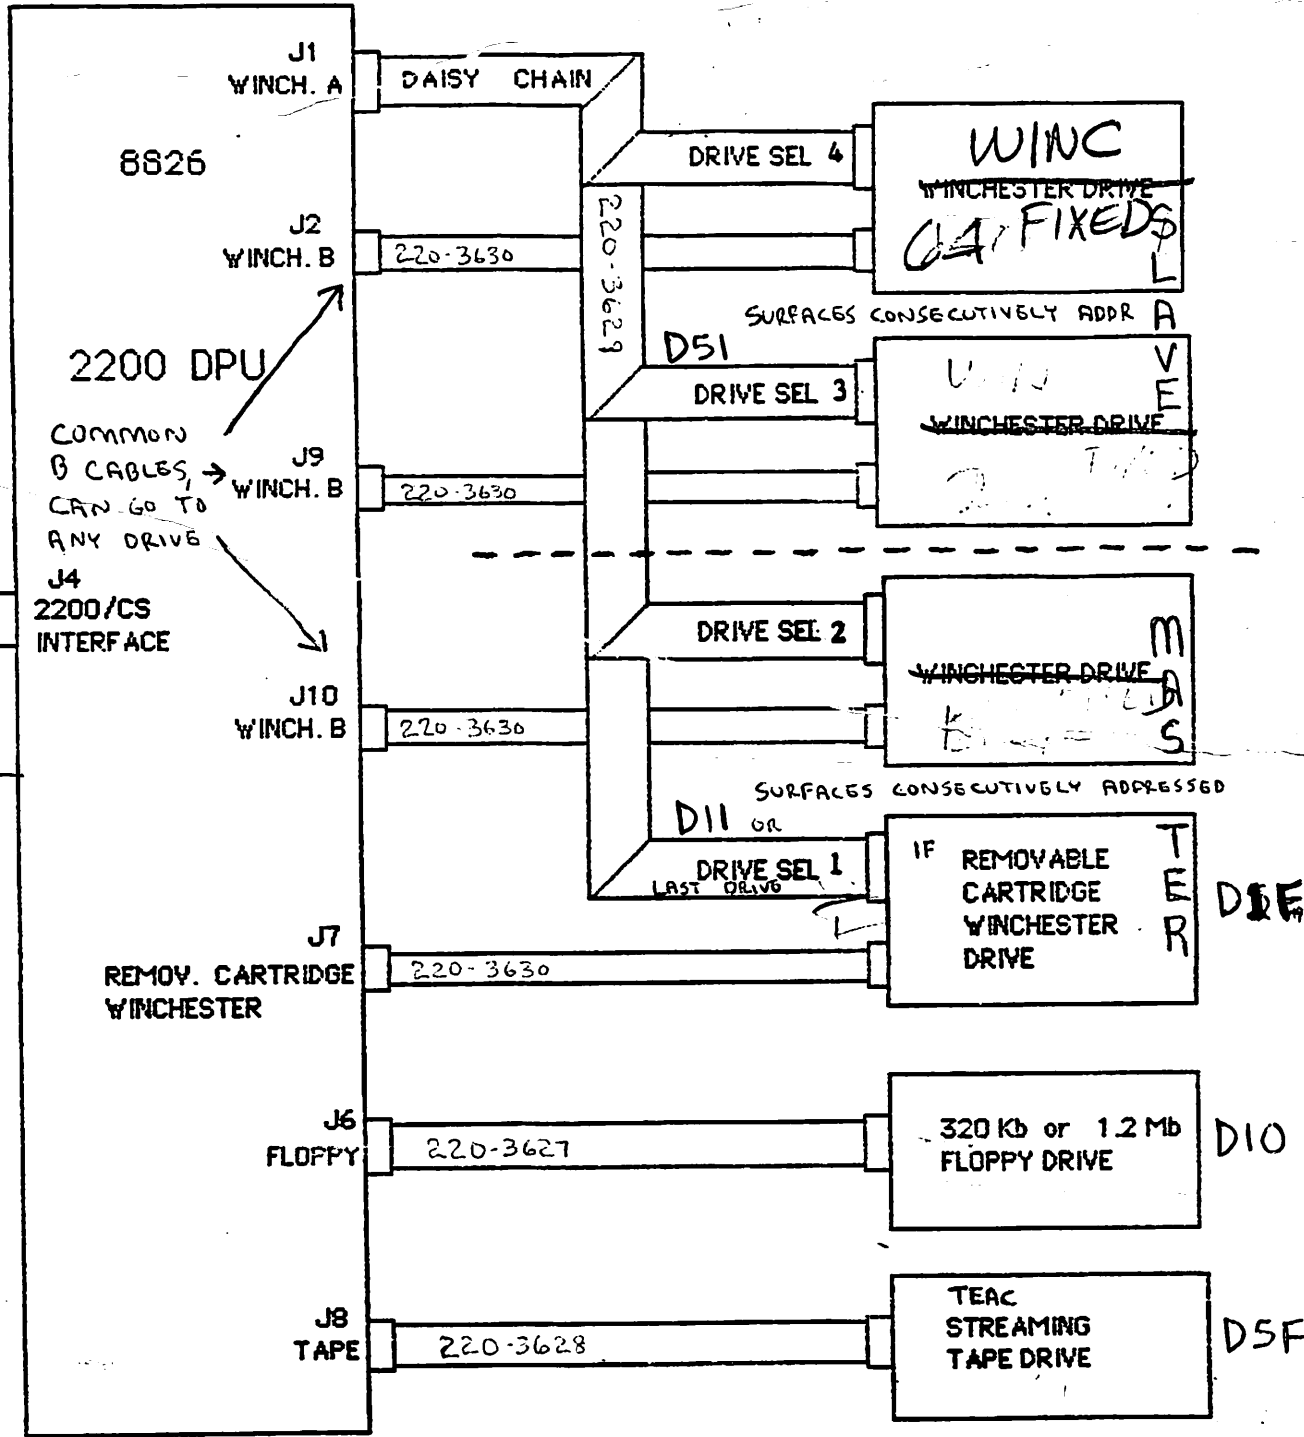 J1
WINCH. A
DAISY CHAIN
8826
DRIVE SEL 4
WINC
WINCHESTER DRIVE
FIXED
J2
WINCH. B
220-3630
220-3629
SLAVE
SURFACES CONSECUTIVELY ADDR
2200 DPU
D51
DRIVE SEL 3
WINCHESTER DRIVE
COMMON
B CABLES,
CAN GO TO
ANY DRIVE
J9
WINCH. B
220-3630
J4
2200/CS
INTERFACE
DRIVE SEL 2
WINCHESTER DRIVE
MASTER
J10
WINCH. B
220-3630
SURFACES CONSECUTIVELY ADDRESSED
D11 OR
DRIVE SEL 1
LAST DRIVE
IF REMOVABLE
CARTRIDGE
WINCHESTER
DRIVE
J7
REMOV. CARTRIDGE
WINCHESTER
220-3630
J6
FLOPPY
220-3627
320 Kb or 1.2 Mb
FLOPPY DRIVE
D10
J8
TAPE
220-3628
TEAC
STREAMING
TAPE DRIVE
D5F